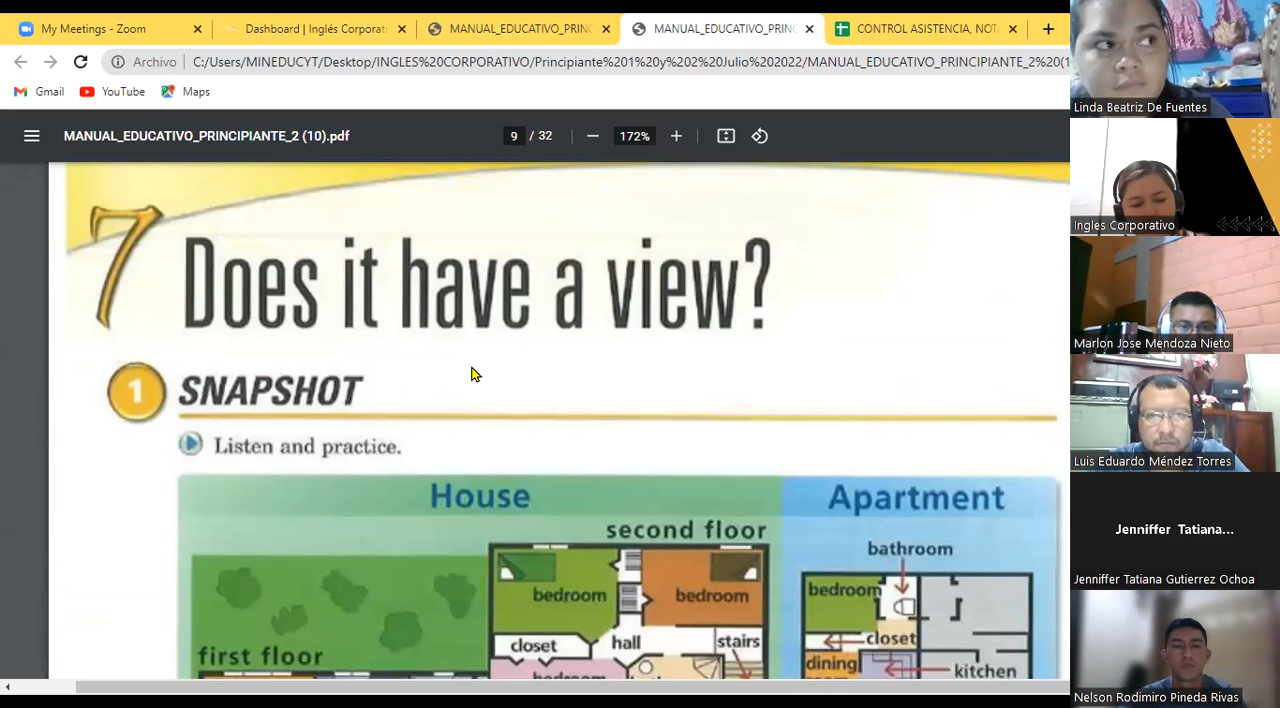 My Meetings - Zoom
Dashboard | Inglés Corporati
MANUAL_EDUCATIVO_PRINC
MANUAL_EDUCATIVO_PRINC
CONTROL ASISTENCIA, NOT
Archivo
C:/Users/MINEDUCYT/Desktop/INGLES%20CORPORATIVO/Principiante%201%20y%202%20Julio%202022/MANUAL_EDUCATIVO_PRINCIPIANTE_2%20(1
Gmail
YouTube
Maps
MANUAL_EDUCATIVO_PRINCIPIANTE_2 (10).pdf
9 / 32
172%
7
Does it have a view?
1 SNAPSHOT
Listen and practice.
House
Apartment
second floor
bathroom
bedroom
bedroom
bedroom
closet
hall
stairs
closet
first floor
dining
kitchen
Linda Beatriz De Fuentes
Ingles Corporativo
Marlon Jose Mendoza Nieto
Luis Eduardo Méndez Torres
Jenniffer Tatiana...
Jenniffer Tatiana Gutierrez Ochoa
Nelson Rodimiro Pineda Rivas